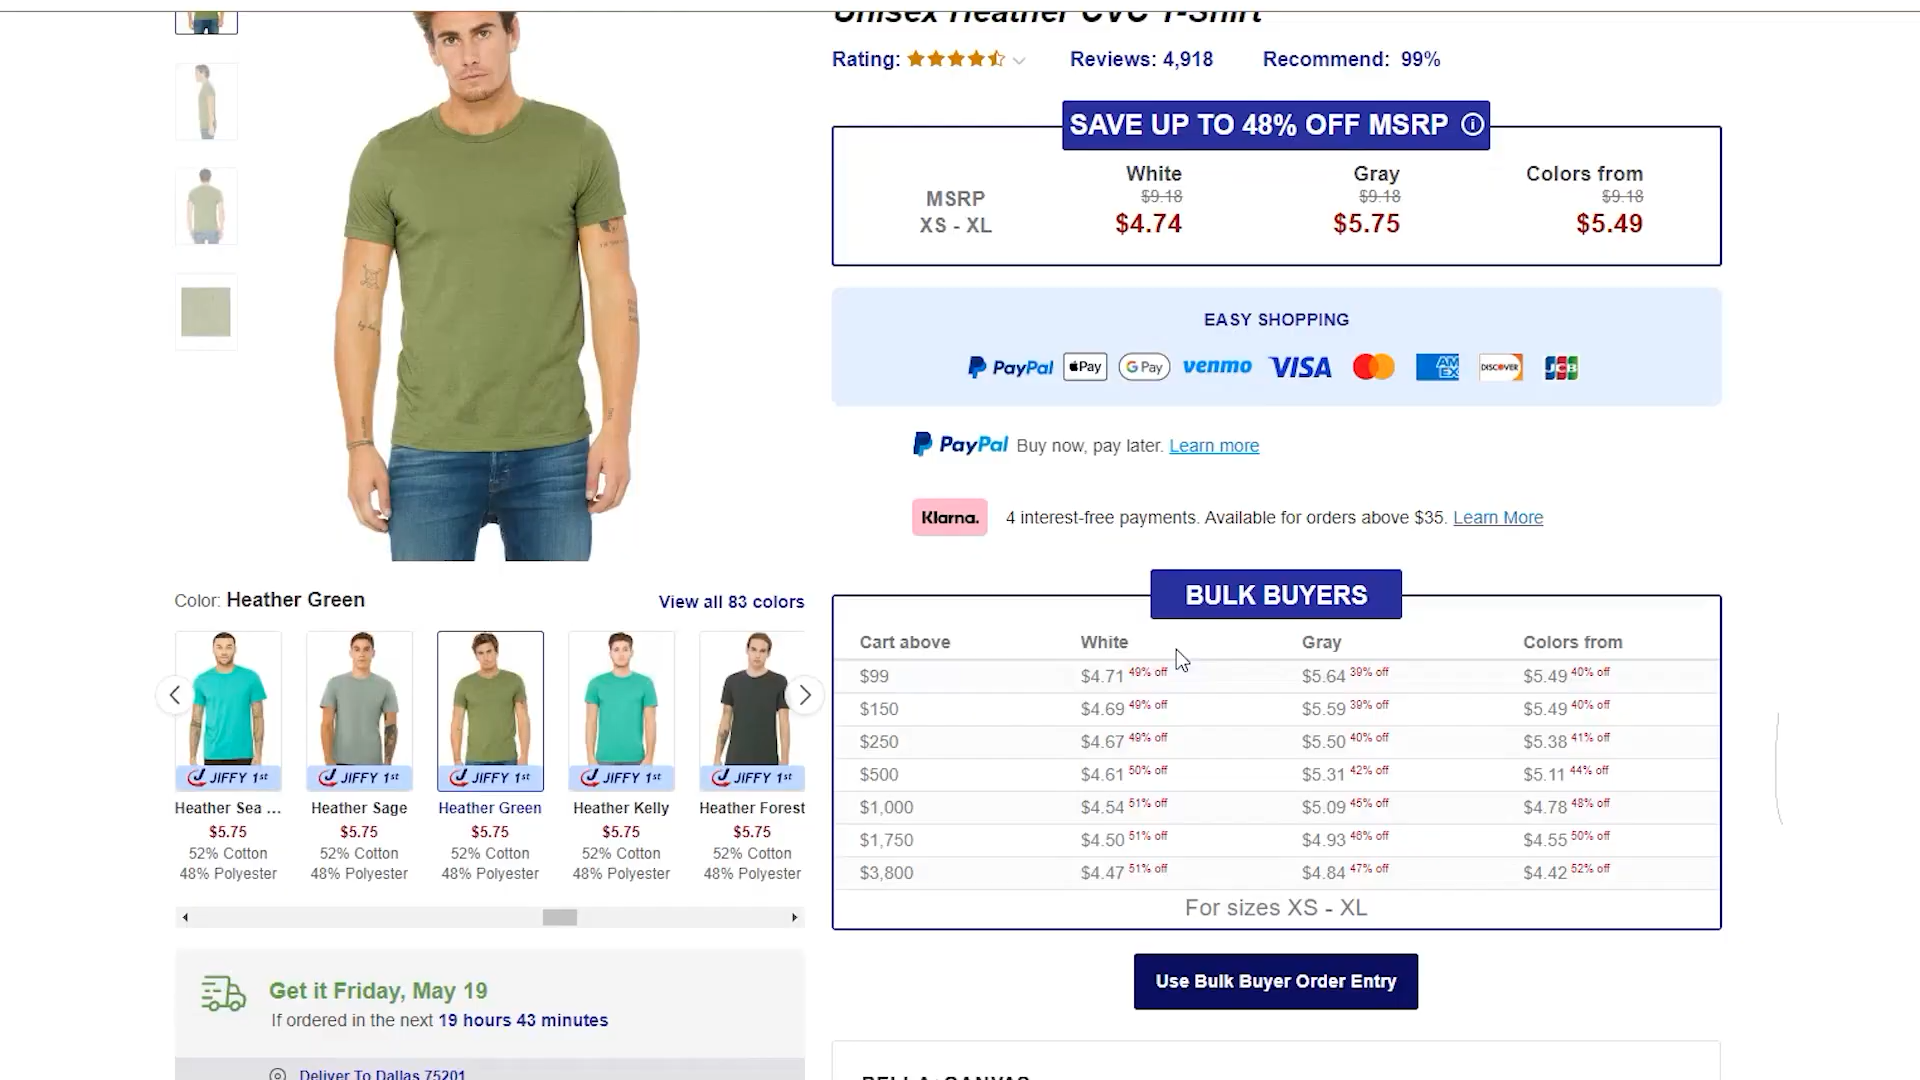 Unisex Heather CVC T-Shirt
Rating:
Reviews: 4,918
Recommend: 99%
SAVE UP TO 48% OFF MSRP
White Gray Colors from
MSRP $9.18 $9.18 $9.18
XS - XL $4.74 $5.75 $5.49
EASY SHOPPING
PayPal Pay G Pay venmo VISA AM EX DISCOVER JCB
PayPal Buy now, pay later. Learn more
Klarna. 4 interest-free payments. Available for orders above $35. Learn More
Color: Heather Green
View all 83 colors
JIFFY 1st JIFFY 1st JIFFY 1st JIFFY 1st JIFFY 1st
Heather Sea ... Heather Sage Heather Green Heather Kelly Heather Forest
$5.75 $5.75 $5.75 $5.75 $5.75
52% Cotton 52% Cotton 52% Cotton 52% Cotton 52% Cotton
48% Polyester 48% Polyester 48% Polyester 48% Polyester 48% Polyester
Get it Friday, May 19
If ordered in the next 19 hours 43 minutes
Deliver To Dallas 75201
BULK BUYERS
Cart above White Gray Colors from
$99 $4.71 49% off $5.64 39% off $5.49 40% off
$150 $4.69 49% off $5.59 39% off $5.49 40% off
$250 $4.67 49% off $5.50 40% off $5.38 41% off
$500 $4.61 50% off $5.31 42% off $5.11 44% off
$1,000 $4.54 51% off $5.09 45% off $4.78 48% off
$1,750 $4.50 51% off $4.93 46% off $4.55 50% off
$3,800 $4.47 51% off $4.84 47% off $4.42 52% off
For sizes XS - XL
Use Bulk Buyer Order Entry
BELLA+CANVAS